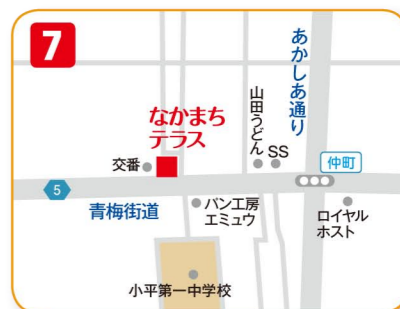 7
あかしあ通り
なかまち
テラス
山田うどん
SS
交番
仲町
5
青梅街道
パン工房
エミュウ
ロイヤル
ホスト
小平第一中学校